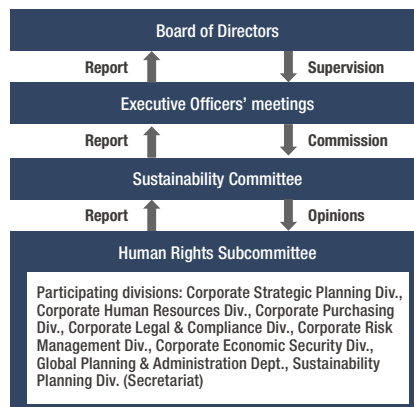 Board of Directors
Report Supervision
Executive Officers’ meetings
Report Commission
Sustainability Committee
Report Opinions
Human Rights Subcommittee
Participating divisions: Corporate Strategic Planning Div.,
Corporate Human Resources Div., Corporate Purchasing
Div., Corporate Legal & Compliance Div., Corporate Risk
Management Div., Corporate Economic Security Div.,
Global Planning & Administration Dept., Sustainability
Planning Div. (Secretariat)